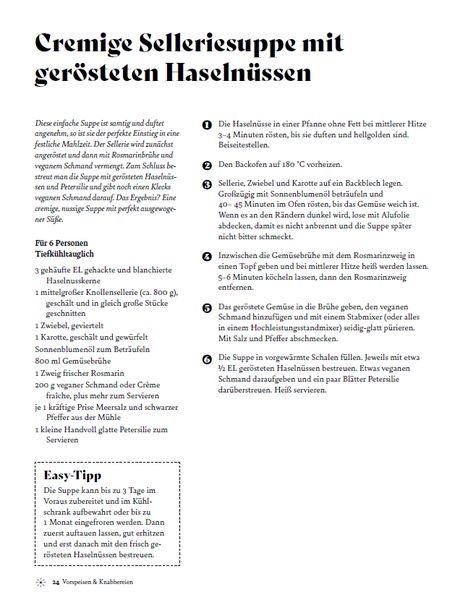 Cremige Selleriesuppe mit
gerösteten Haselnüssen
Diese einfache Suppe ist samtig und duftet
angenehm, so ist sie der perfekte Einstieg in eine
festliche Mahlzeit. Der Sellerie wird zunächst
angeröstet und dann mit Rosmarinbrühe und
veganem Schmand vermengt. Zum Schluss be-
streut man die Suppe mit gerösteten Haselnüs-
sen und Petersilie und gibt noch einen Klecks
veganen Schmand darauf. Das Ergebnis? Eine
cremige, nussige Suppe mit perfekt ausgewoge-
ner Süße.
Für 6 Personen
Tiefkühltauglich
3 gehäufte EL gehackte und blanchierte
Haselnusskerne
1 mittelgroßer Knollensellerie (ca. 800 g),
geschält und in gleich große Stücke
geschnitten
1 Zwiebel, geviertelt
1 Karotte, geschält und gewürfelt
Sonnenblumenöl zum Beträufeln
800 ml Gemüsebrühe
1 Zweig frischer Rosmarin
200 g veganer Schmand oder Crème
fraîche, plus mehr zum Servieren
je 1 kräftige Prise Meersalz und schwarzer
Pfeffer aus der Mühle
1 kleine Handvoll glatte Petersilie zum
Servieren
Easy-Tipp
Die Suppe kann bis zu 3 Tage im
Voraus zubereitet und im Kühl-
schrank aufbewahrt oder bis zu
1 Monat eingefroren werden. Dann
zuerst auftauen lassen, gut erhitzen
und erst danach mit den frisch ge-
rösteten Haselnüssen bestreuen.
1 Die Haselnüsse in einer Pfanne ohne Fett bei mittlerer Hitze
3–4 Minuten rösten, bis sie duften und hellgolden sind.
Beiseitestellen.
2 Den Backofen auf 180 °C vorheizen.
3 Sellerie, Zwiebel und Karotte auf ein Backblech legen.
Großzügig mit Sonnenblumenöl beträufeln und
40– 45 Minuten im Ofen rösten, bis das Gemüse weich ist.
Wenn es an den Rändern dunkel wird, lose mit Alufolie
abdecken, damit es nicht anbrennt und die Suppe später
nicht bitter schmeckt.
4 Inzwischen die Gemüsebrühe mit dem Rosmarinzweig in
einen Topf geben und bei mittlerer Hitze heiß werden lassen.
5–6 Minuten köcheln lassen, dann den Rosmarinzweig
entfernen.
5 Das geröstete Gemüse in die Brühe geben, den veganen
Schmand hinzufügen und mit einem Stabmixer (oder alles
in einem Hochleistungsstandmixer) seidig-glatt pürieren.
Mit Salz und Pfeffer abschmecken.
6 Die Suppe in vorgewärmte Schalen füllen. Jeweils mit etwa
½ EL gerösteten Haselnüssen bestreuen. Etwas veganen
Schmand daraufgeben und ein paar Blätter Petersilie
darüberstreuen. Heiß servieren.
24 Vorspeisen & Knabbereien